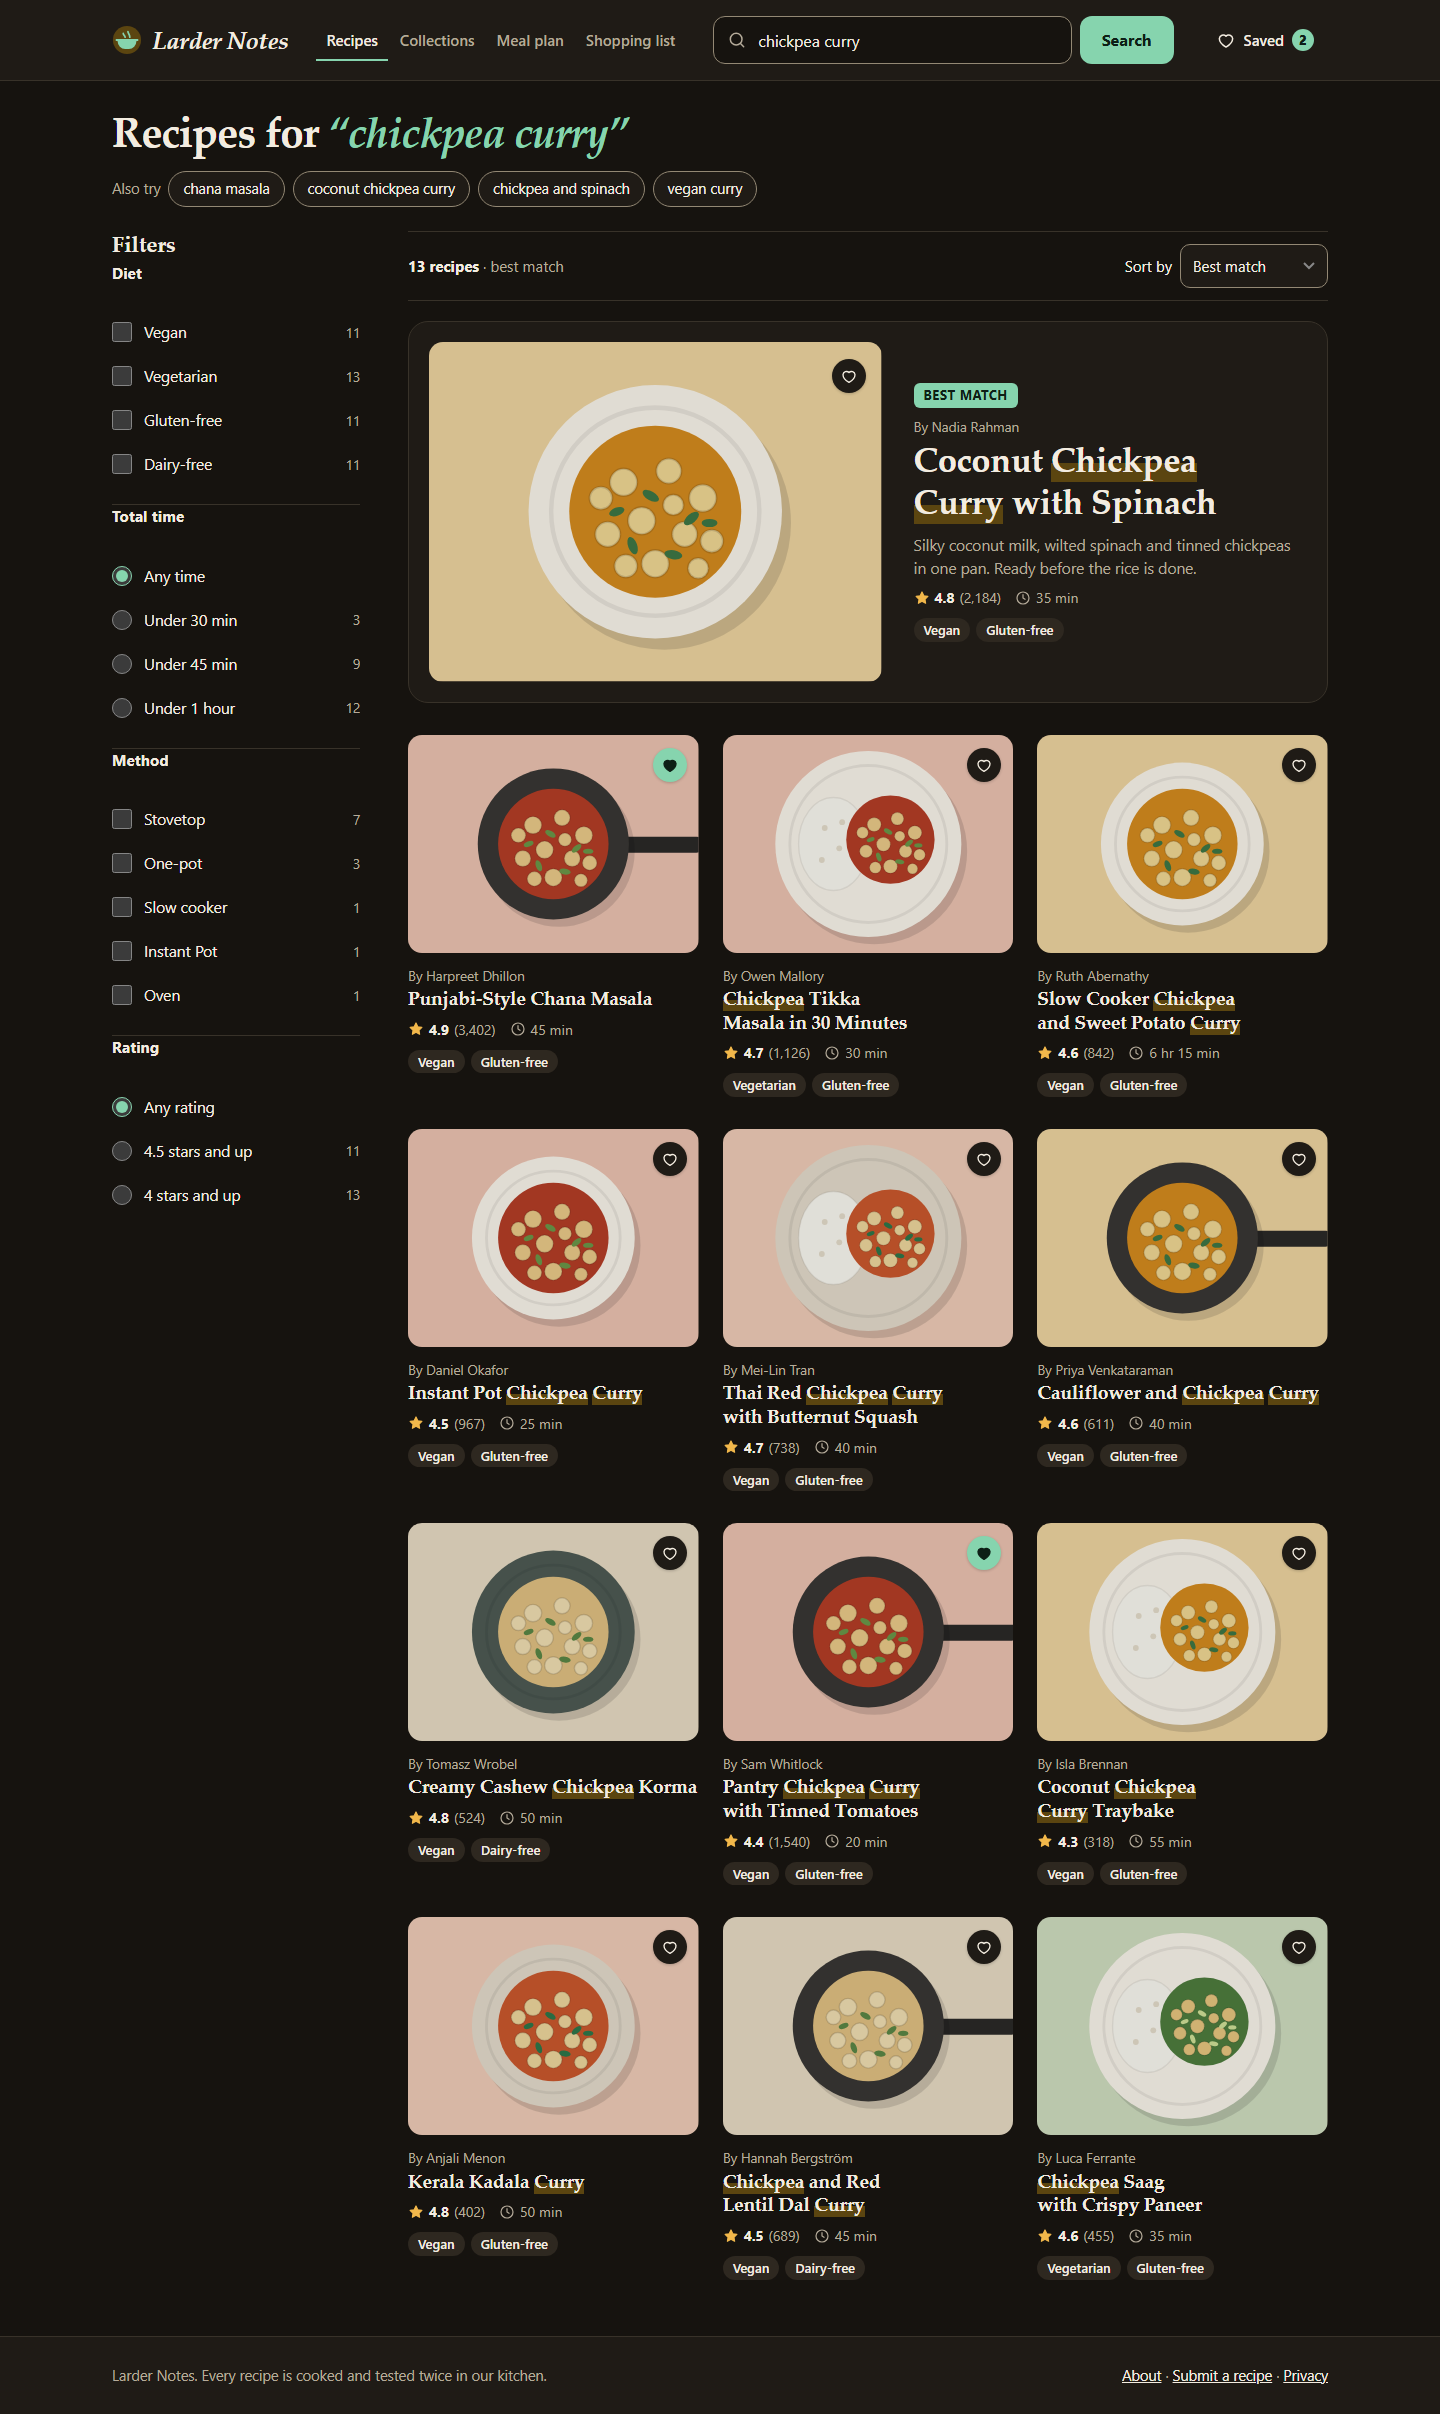 Larder Notes
Recipes
Collections
Meal plan
Shopping list
chickpea curry
Search
Saved 2
Recipes for “chickpea curry”
Also try
chana masala
coconut chickpea curry
chickpea and spinach
vegan curry
Filters
Diet
Vegan 11
Vegetarian 13
Gluten-free 11
Dairy-free 11
Total time
Any time
Under 30 min 3
Under 45 min 9
Under 1 hour 12
Method
Stovetop 7
One-pot 3
Slow cooker 1
Instant Pot 1
Oven 1
Rating
Any rating
4.5 stars and up 11
4 stars and up 13
13 recipes · best match
Sort by Best match
BEST MATCH
By Nadia Rahman
Coconut Chickpea
Curry with Spinach
Silky coconut milk, wilted spinach and tinned chickpeas
in one pan. Ready before the rice is done.
4.8 (2,184) 35 min
Vegan Gluten-free
By Harpreet Dhillon
Punjabi-Style Chana Masala
4.9 (3,402) 45 min
Vegan Gluten-free
By Owen Mallory
Chickpea Tikka
Masala in 30 Minutes
4.7 (1,126) 30 min
Vegetarian Gluten-free
By Ruth Abernathy
Slow Cooker Chickpea
and Sweet Potato Curry
4.6 (842) 6 hr 15 min
Vegan Gluten-free
By Daniel Okafor
Instant Pot Chickpea Curry
4.5 (967) 25 min
Vegan Gluten-free
By Mei-Lin Tran
Thai Red Chickpea Curry
with Butternut Squash
4.7 (738) 40 min
Vegan Gluten-free
By Priya Venkataraman
Cauliflower and Chickpea Curry
4.6 (611) 40 min
Vegan Gluten-free
By Tomasz Wrobel
Creamy Cashew Chickpea Korma
4.8 (524) 50 min
Vegan Dairy-free
By Sam Whitlock
Pantry Chickpea Curry
with Tinned Tomatoes
4.4 (1,540) 20 min
Vegan Gluten-free
By Isla Brennan
Coconut Chickpea
Curry Traybake
4.3 (318) 55 min
Vegan Gluten-free
By Anjali Menon
Kerala Kadala Curry
4.8 (402) 50 min
Vegan Gluten-free
By Hannah Bergström
Chickpea and Red
Lentil Dal Curry
4.5 (689) 45 min
Vegan Dairy-free
By Luca Ferrante
Chickpea Saag
with Crispy Paneer
4.6 (455) 35 min
Vegetarian Gluten-free
Larder Notes. Every recipe is cooked and tested twice in our kitchen.
About · Submit a recipe · Privacy